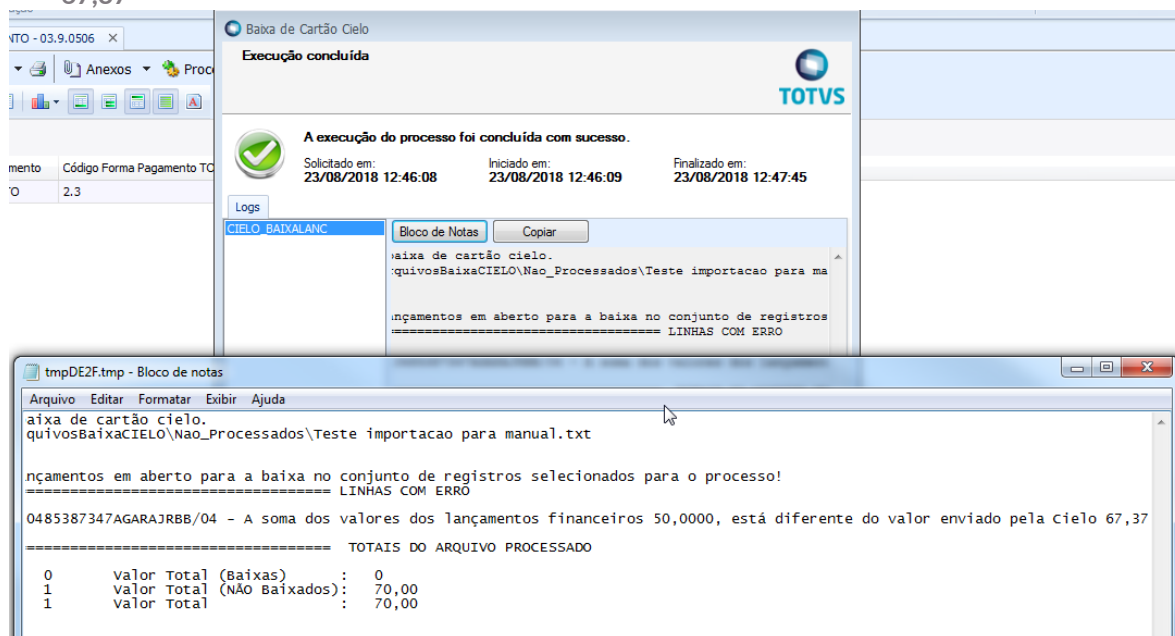 NTO - 03.9.0506 ×
Anexos Proc
mento Código Forma Pagamento TO
TO 2.3
Baixa de Cartão Cielo
Execução concluída
TOTVS
A execução do processo foi concluída com sucesso.
Solicitado em: Iniciado em: Finalizado em:
23/08/2018 12:46:08 23/08/2018 12:46:09 23/08/2018 12:47:45
Logs
CIELO_BAIXALANC
Bloco de Notas Copiar
aixa de cartão cielo.
quivosBaixaCIELO\Nao_Processados\Teste importacao para ma
nçamentos em aberto para a baixa no conjunto de registros
================================= LINHAS COM ERRO
tmpDE2F.tmp - Bloco de notas
Arquivo Editar Formatar Exibir Ajuda
aixa de cartão cielo.
quivosBaixaCIELO\Nao_Processados\Teste importacao para manual.txt
nçamentos em aberto para a baixa no conjunto de registros selecionados para o processo!
================================== LINHAS COM ERRO
0485387347AGARAJRBB/04 - A soma dos valores dos lançamentos financeiros 50,0000, está diferente do valor enviado pela Cielo 67,37
================================== TOTAIS DO ARQUIVO PROCESSADO
0 Valor Total (Baixas) : 0
1 Valor Total (NÃO Baixados): 70,00
1 Valor Total : 70,00